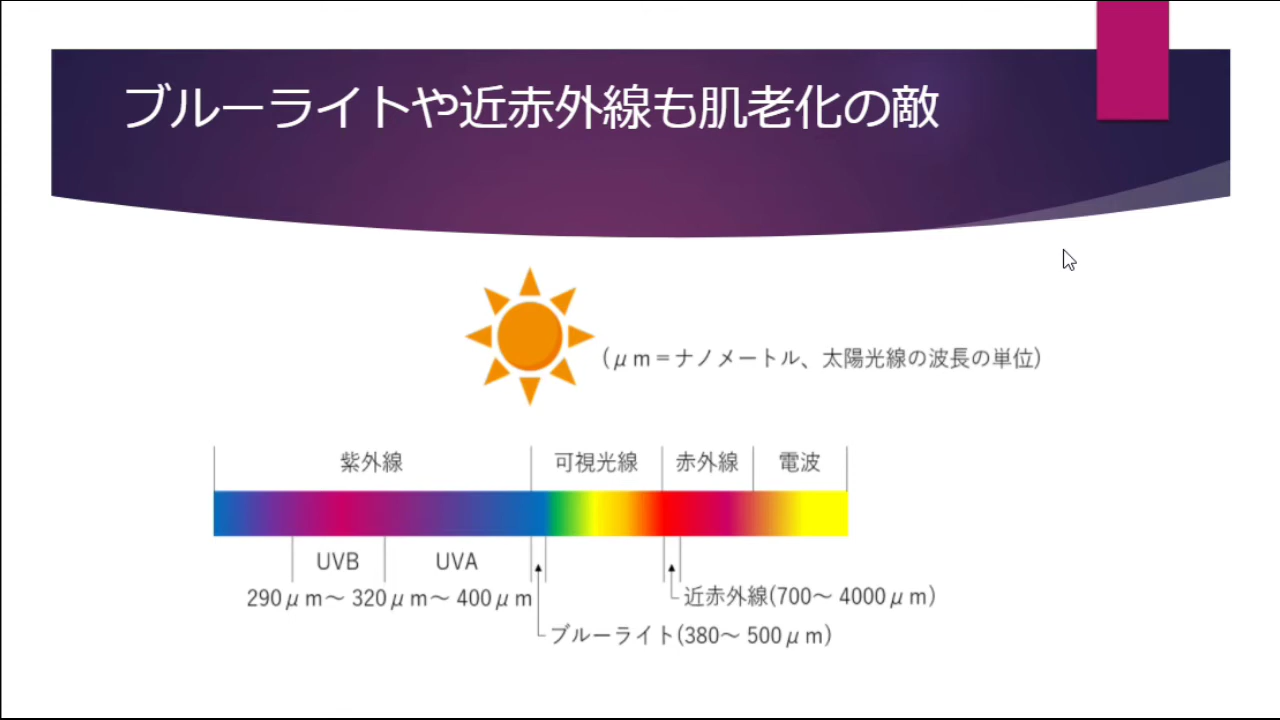 ブルーライトや近赤外線も肌老化の敵
(μm=ナノメートル、太陽光線の波長の単位)
紫外線 可視光線 赤外線 電波
UVB UVA
290μm〜320μm〜400μm
近赤外線(700〜4000μm)
ブルーライト(380〜500μm)